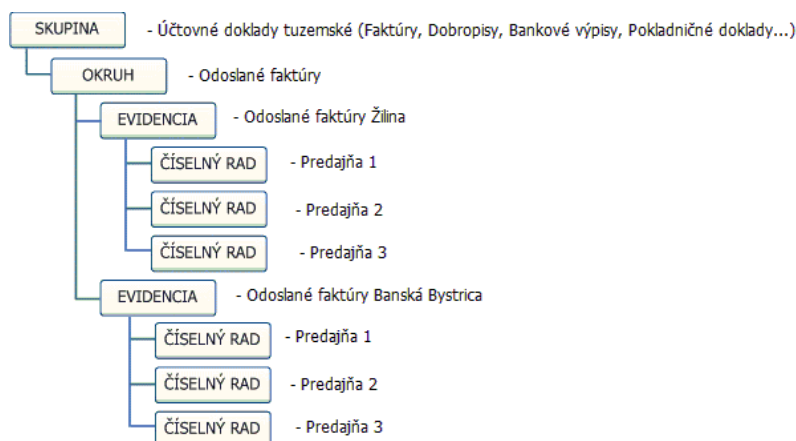 SKUPINA - Účtovné doklady tuzemské (Faktúry, Dobropisy, Bankové výpisy, Pokladničné doklady...)
OKRUH - Odoslané faktúry
EVIDENCIA - Odoslané faktúry Žilina
ČÍSELNÝ RAD - Predajňa 1
ČÍSELNÝ RAD - Predajňa 2
ČÍSELNÝ RAD - Predajňa 3
EVIDENCIA - Odoslané faktúry Banská Bystrica
ČÍSELNÝ RAD - Predajňa 1
ČÍSELNÝ RAD - Predajňa 2
ČÍSELNÝ RAD - Predajňa 3